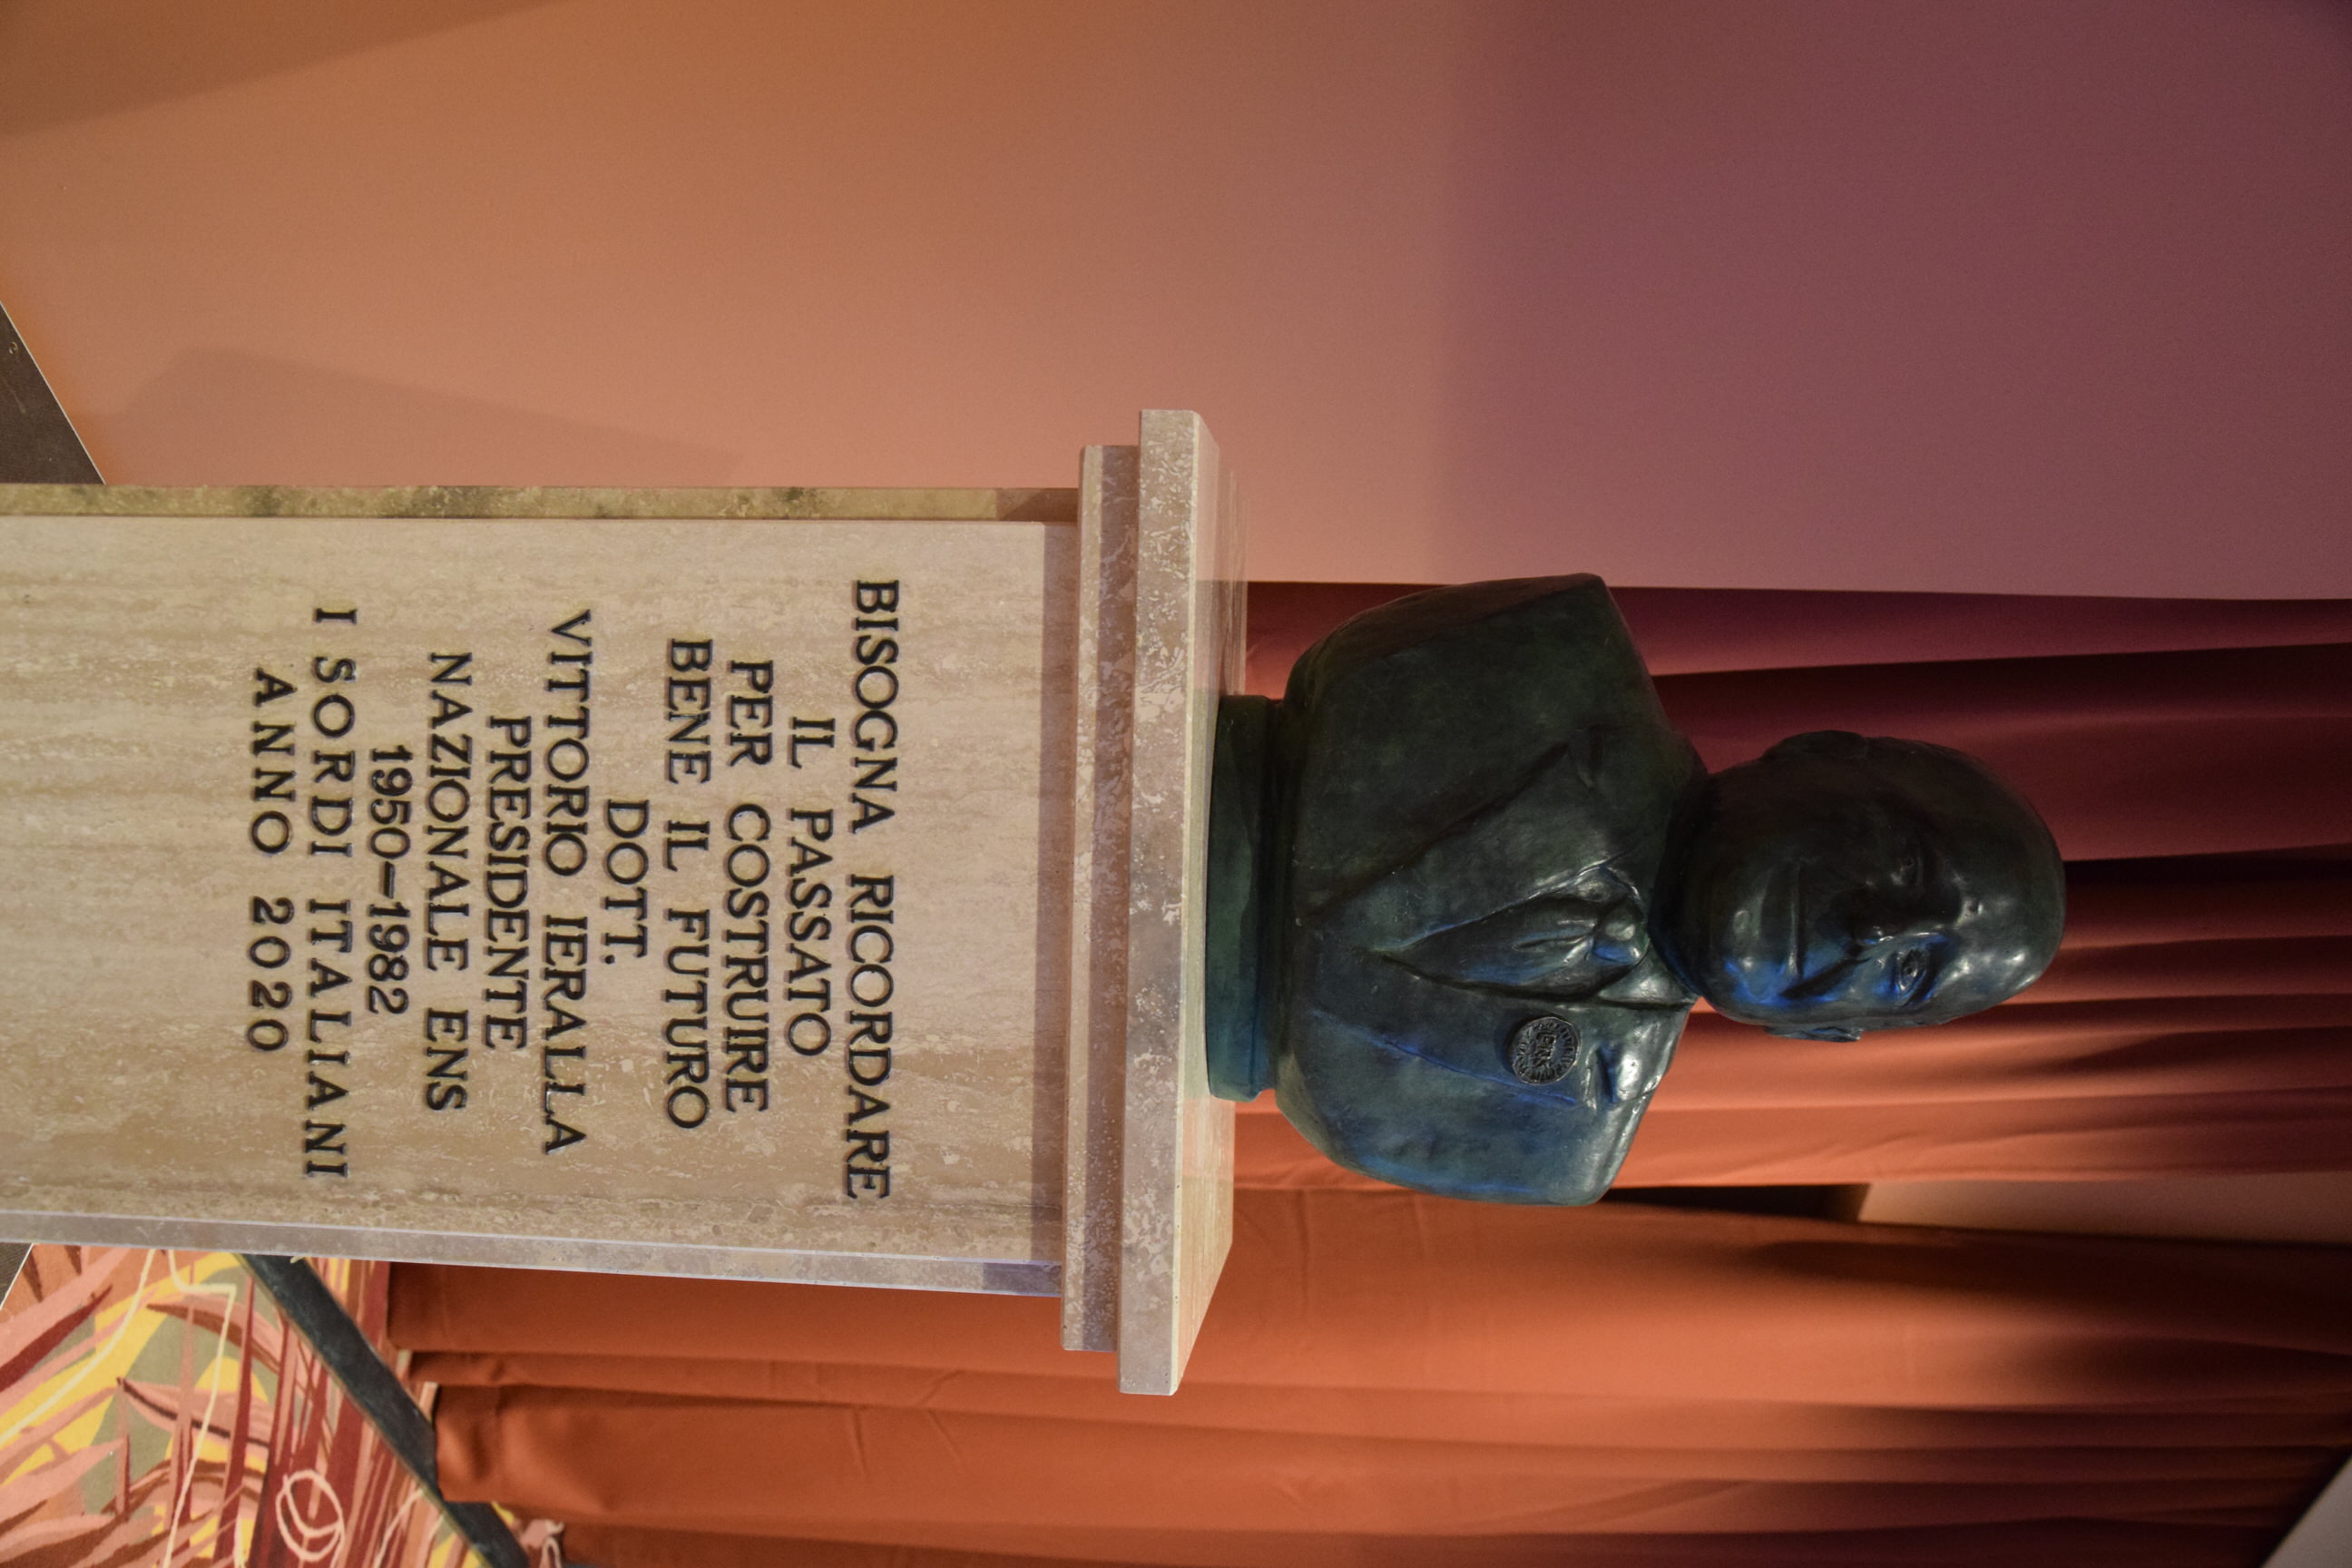 BISOGNA RICORDARE
IL PASSATO
PER COSTRUIRE
BENE IL FUTURO
DOTT.
VITTORIO IERALLA
PRESIDENTE
NAZIONALE ENS
1950-1982
I SORDI ITALIANI
ANNO 2020